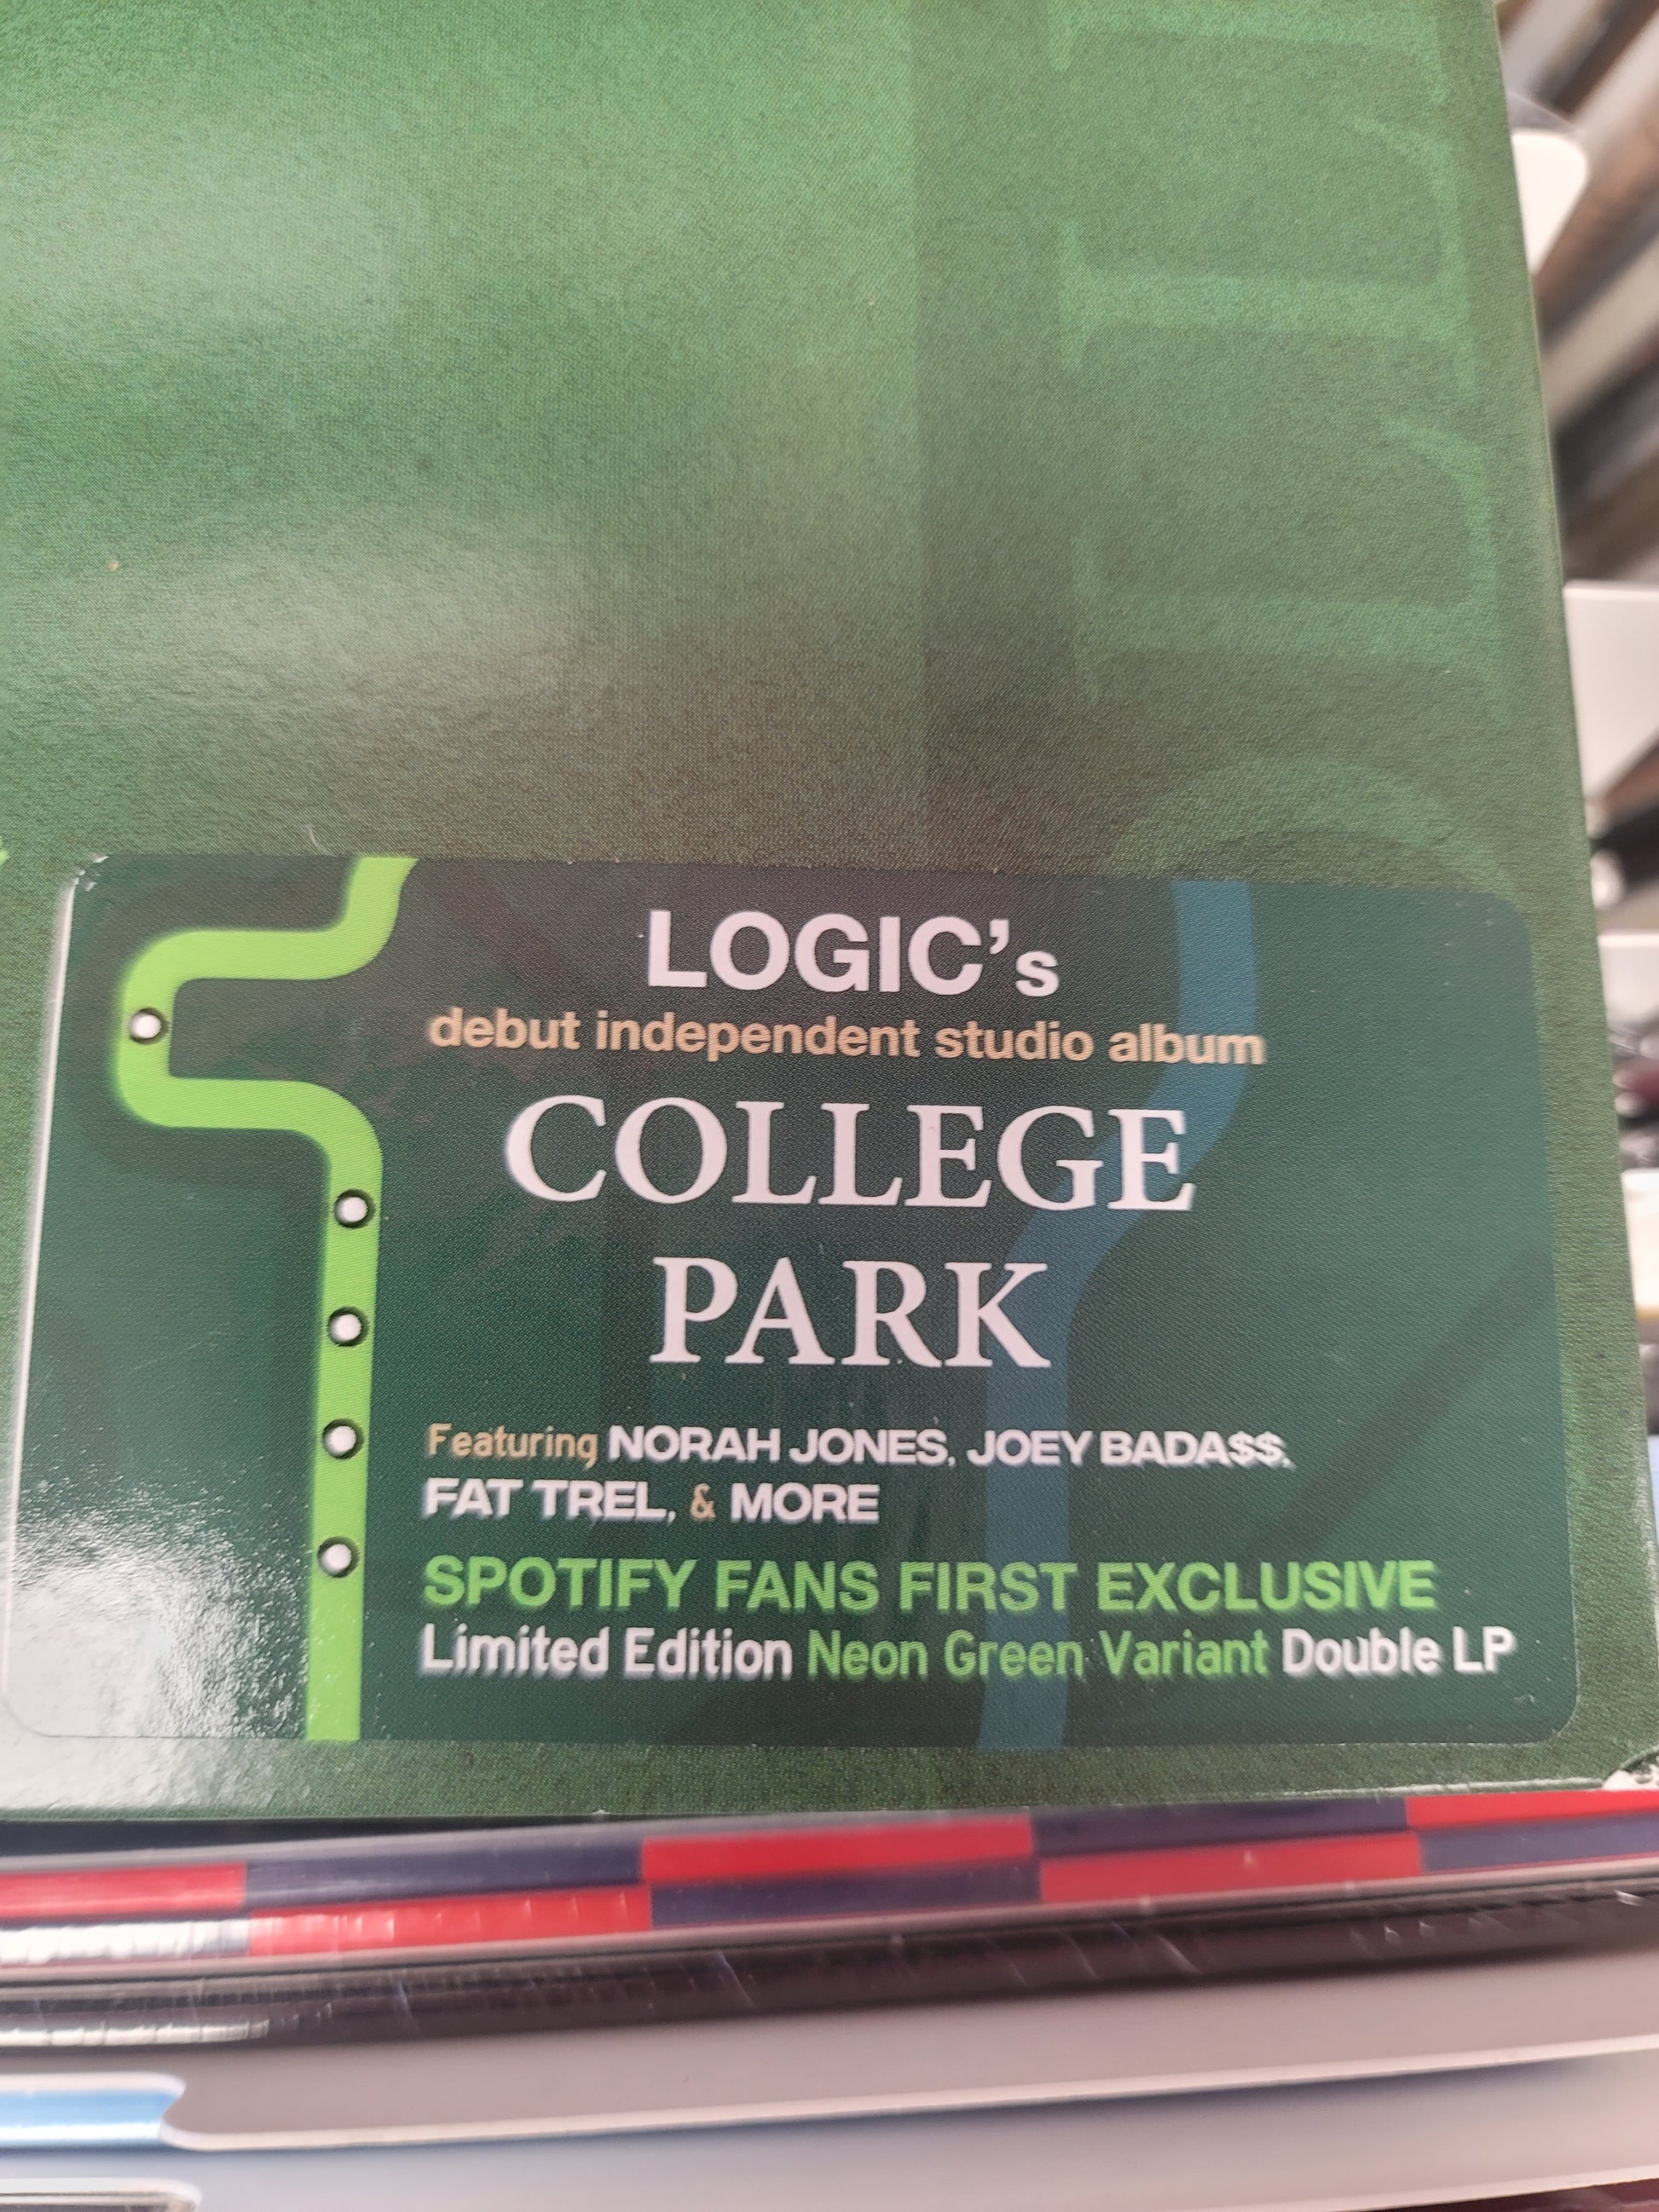 LOGIC's
debut independent studio album
COLLEGE
PARK
Featuring NORAH JONES, JOEY BADA$$,
FAT TREL, & MORE
SPOTIFY FANS FIRST EXCLUSIVE
Limited Edition Neon Green Variant Double LP